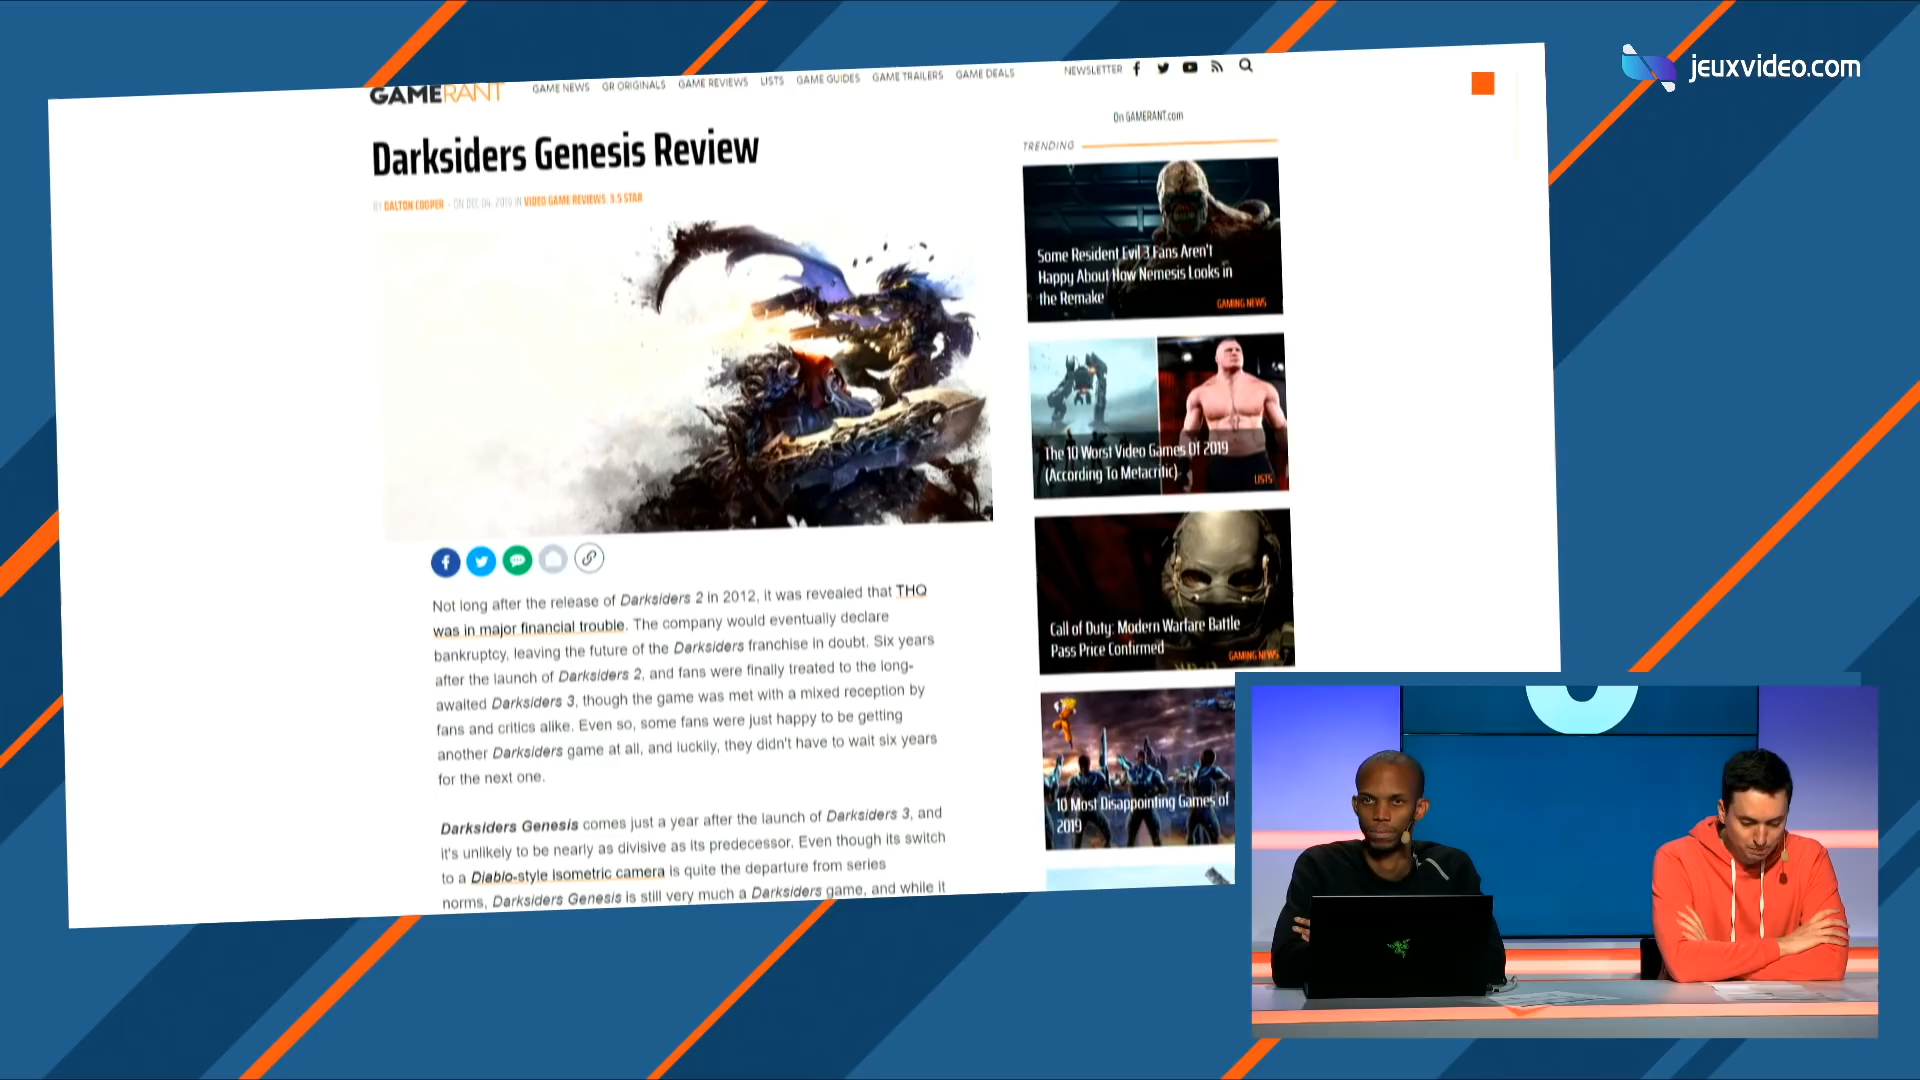 jeuxvideo.com
GAMERANT
GAME NEWS GR ORIGINALS GAME REVIEWS LISTS GAME GUIDES GAME TRAILERS GAME DEALS NEWSLETTER
Darksiders Genesis Review
BY DALTON COOPER - ON DEC 04, 2019 IN VIDEO GAME REVIEWS, 3.5 STAR
Not long after the release of Darksiders 2 in 2012, it was revealed that THQ
was in major financial trouble. The company would eventually declare
bankruptcy, leaving the future of the Darksiders franchise in doubt. Six years
after the launch of Darksiders 2, and fans were finally treated to the long-
awaited Darksiders 3, though the game was met with a mixed reception by
fans and critics alike. Even so, some fans were just happy to be getting
another Darksiders game at all, and luckily, they didn't have to wait six years
for the next one.
Darksiders Genesis comes just a year after the launch of Darksiders 3, and
it's unlikely to be nearly as divisive as its predecessor. Even though its switch
to a Diablo-style isometric camera is quite the departure from series
norms, Darksiders Genesis is still very much a Darksiders game, and while it
On GAMERANT.com
TRENDING
Some Resident Evil 3 Fans Aren't
Happy About How Nemesis Looks in
the Remake
GAMING NEWS
The 10 Worst Video Games Of 2019
(According To Metacritic)
LISTS
Call of Duty: Modern Warfare Battle
Pass Price Confirmed
GAMING NEWS
10 Most Disappointing Games of
2019